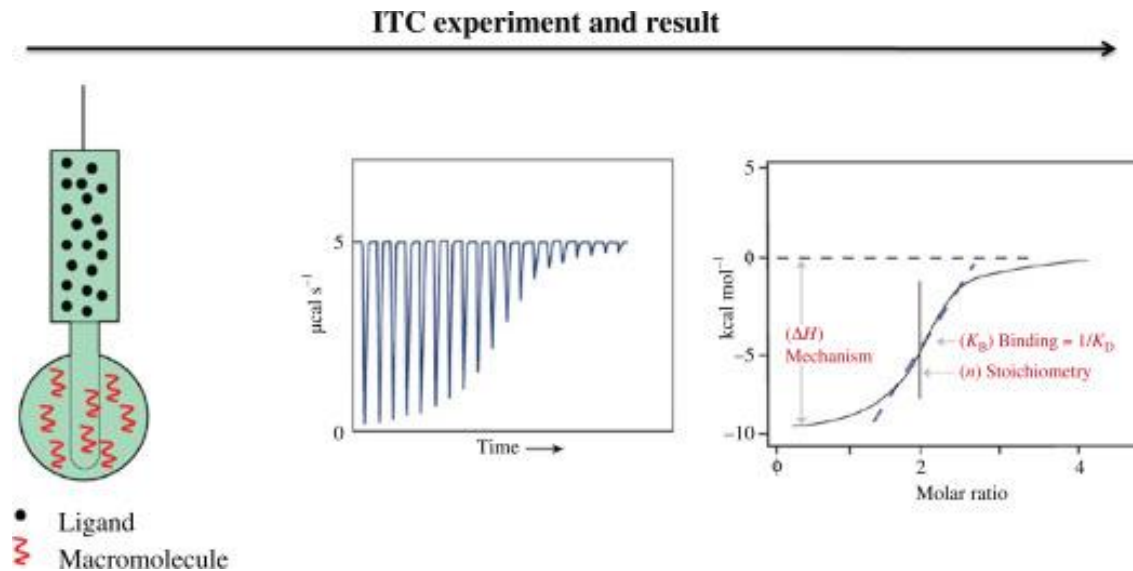 ITC experiment and result
5
0
μcal s⁻¹
Time
5
0
−5
−10
kcal mol⁻¹
(ΔH)
Mechanism
(K_B) Binding = 1/K_D
(n) Stoichiometry
0
2
4
Molar ratio
Ligand
Macromolecule